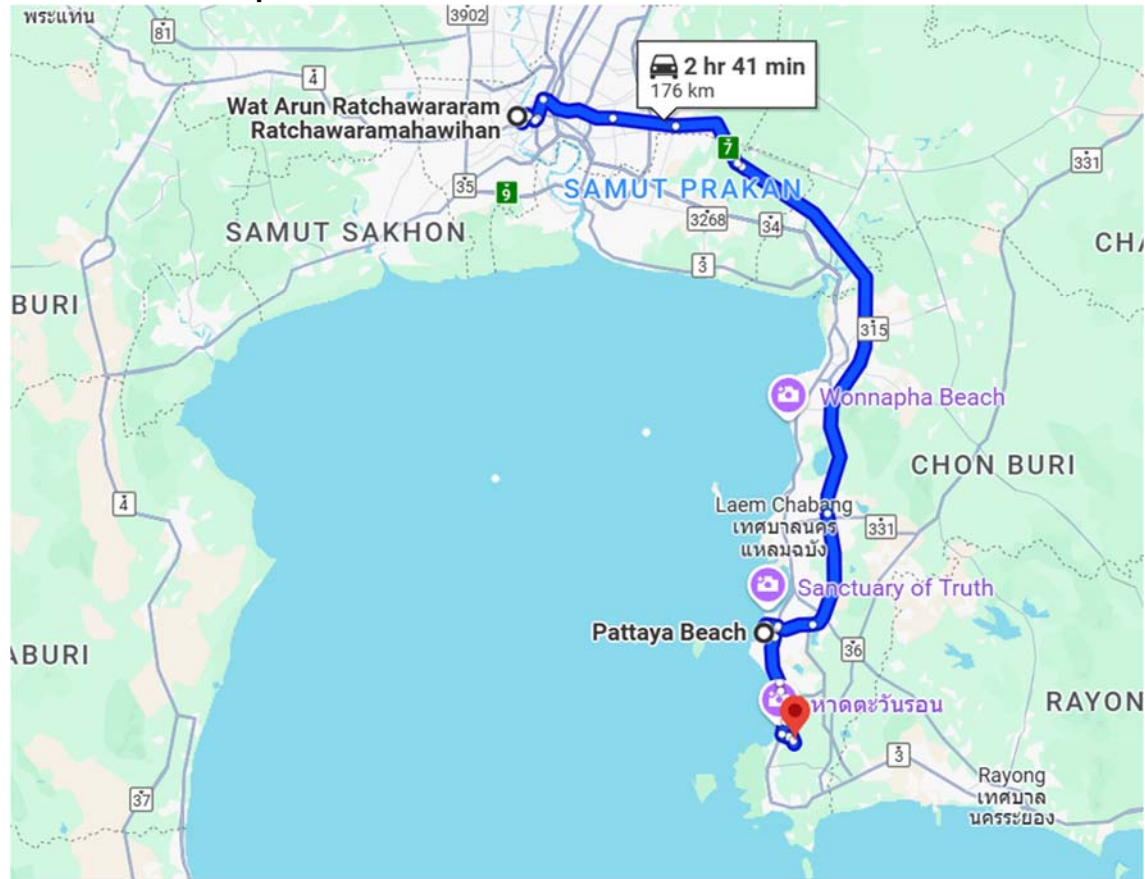 พระแท่น
3902
81
4
2 hr 41 min
176 km
Wat Arun Ratchawararam
Ratchawaramahawihan
7
331
35
9
SAMUT PRAKAN
3268
34
SAMUT SAKHON
3
CHA
BURI
315
Wonnapha Beach
CHON BURI
4
Laem Chabang
เทศบาลนคร
แหลมฉบัง
331
Sanctuary of Truth
Pattaya Beach
36
ABURI
หาดตะวันรอน
RAYON
3
Rayong
เทศบาล
นครระยอง
37